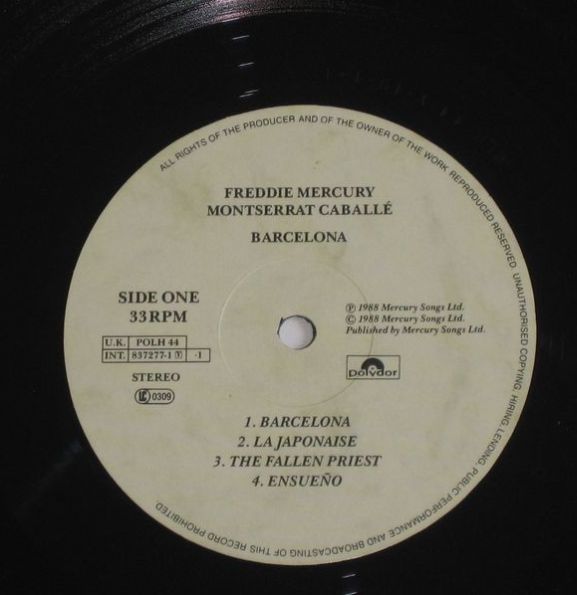 ALL RIGHTS OF THE PRODUCER AND OF THE OWNER OF THE WORK REPRODUCED RESERVED. UNAUTHORISED COPYING, HIRING, LENDING, PUBLIC PERFORMANCE AND BROADCASTING OF THIS RECORD PROHIBITED.
FREDDIE MERCURY
MONTSERRAT CABALLÉ
BARCELONA
SIDE ONE
33RPM
U.K. POLH 44
INT. 837277-1 Ⓨ -1
STEREO
LC 0309
Ⓟ 1988 Mercury Songs Ltd.
© 1988 Mercury Songs Ltd.
Published by Mercury Songs Ltd.
polydor
1. BARCELONA
2. LA JAPONAISE
3. THE FALLEN PRIEST
4. ENSUEÑO